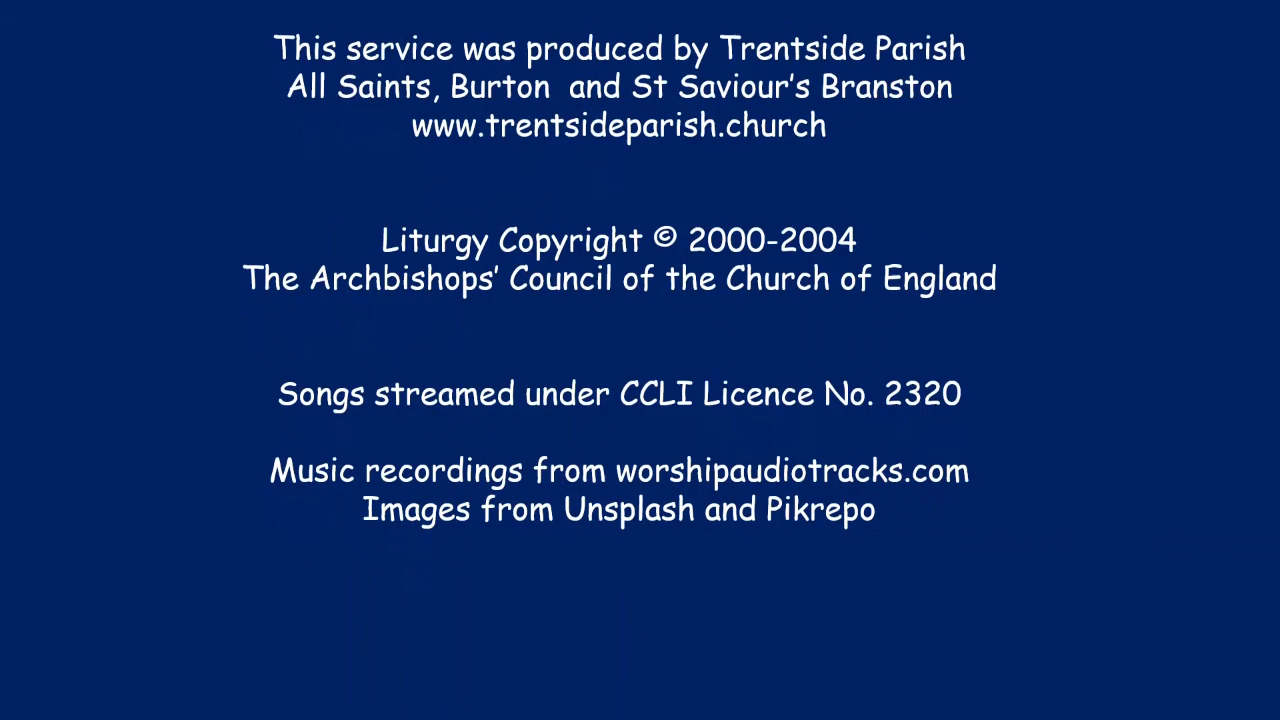 This service was produced by Trentside Parish
All Saints, Burton  and St Saviour’s Branston
www.trentsideparish.church
Liturgy Copyright © 2000-2004
The Archbishops’ Council of the Church of England
Songs streamed under CCLI Licence No. 2320
Music recordings from worshipaudiotracks.com
Images from Unsplash and Pikrepo